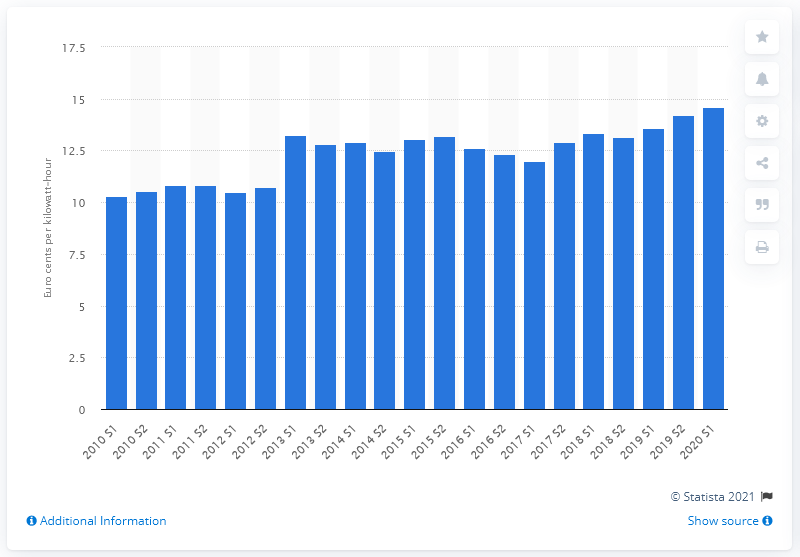 17.5
15
12.5
10
7.5
5
2.5
0
Euro cents per kilowatt-hour
2010 S1
2010 S2
2011 S1
2011 S2
2012 S1
2012 S2
2013 S1
2013 S2
2014 S1
2014 S2
2015 S1
2015 S2
2016 S1
2016 S2
2017 S1
2017 S2
2018 S1
2018 S2
2019 S1
2019 S2
2020 S1
© Statista 2021
Additional Information
Show source